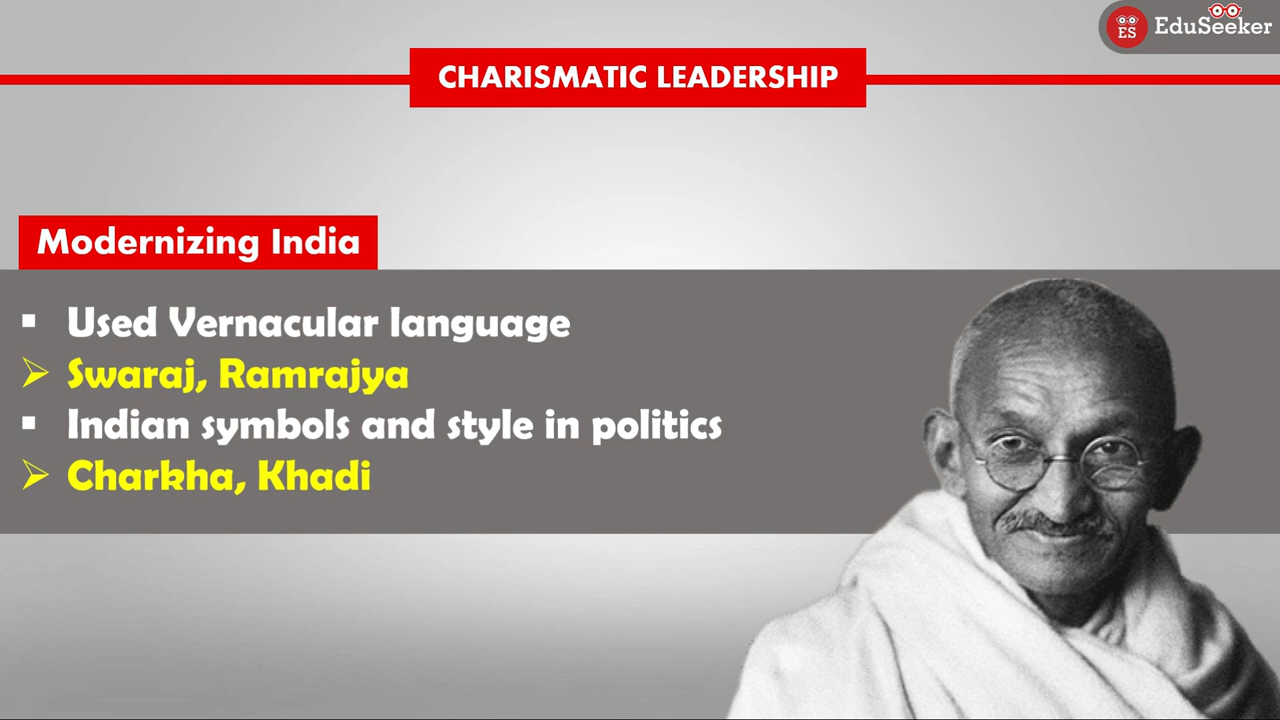 ES EduSeeker
CHARISMATIC LEADERSHIP
Modernizing India
▪ Used Vernacular language
➢ Swaraj, Ramrajya
▪ Indian symbols and style in politics
➢ Charkha, Khadi